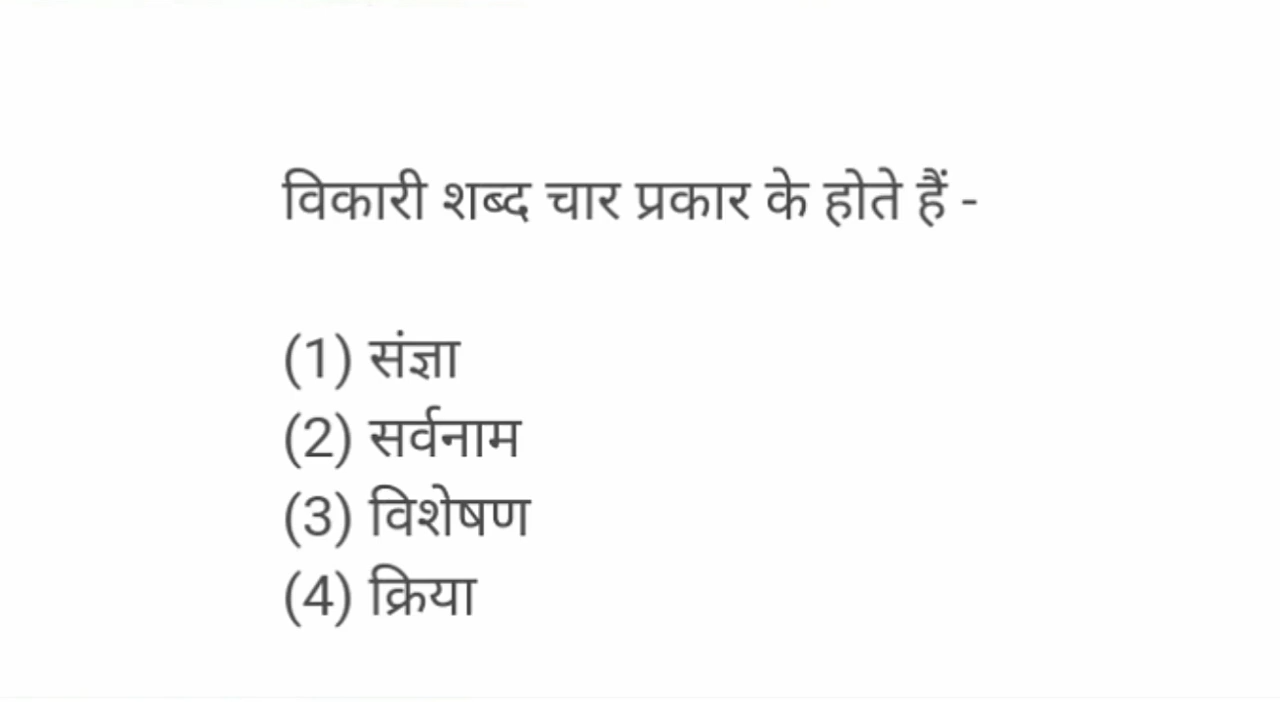 विकारी शब्द चार प्रकार के होते हैं -
(1) संज्ञा
(2) सर्वनाम
(3) विशेषण
(4) क्रिया